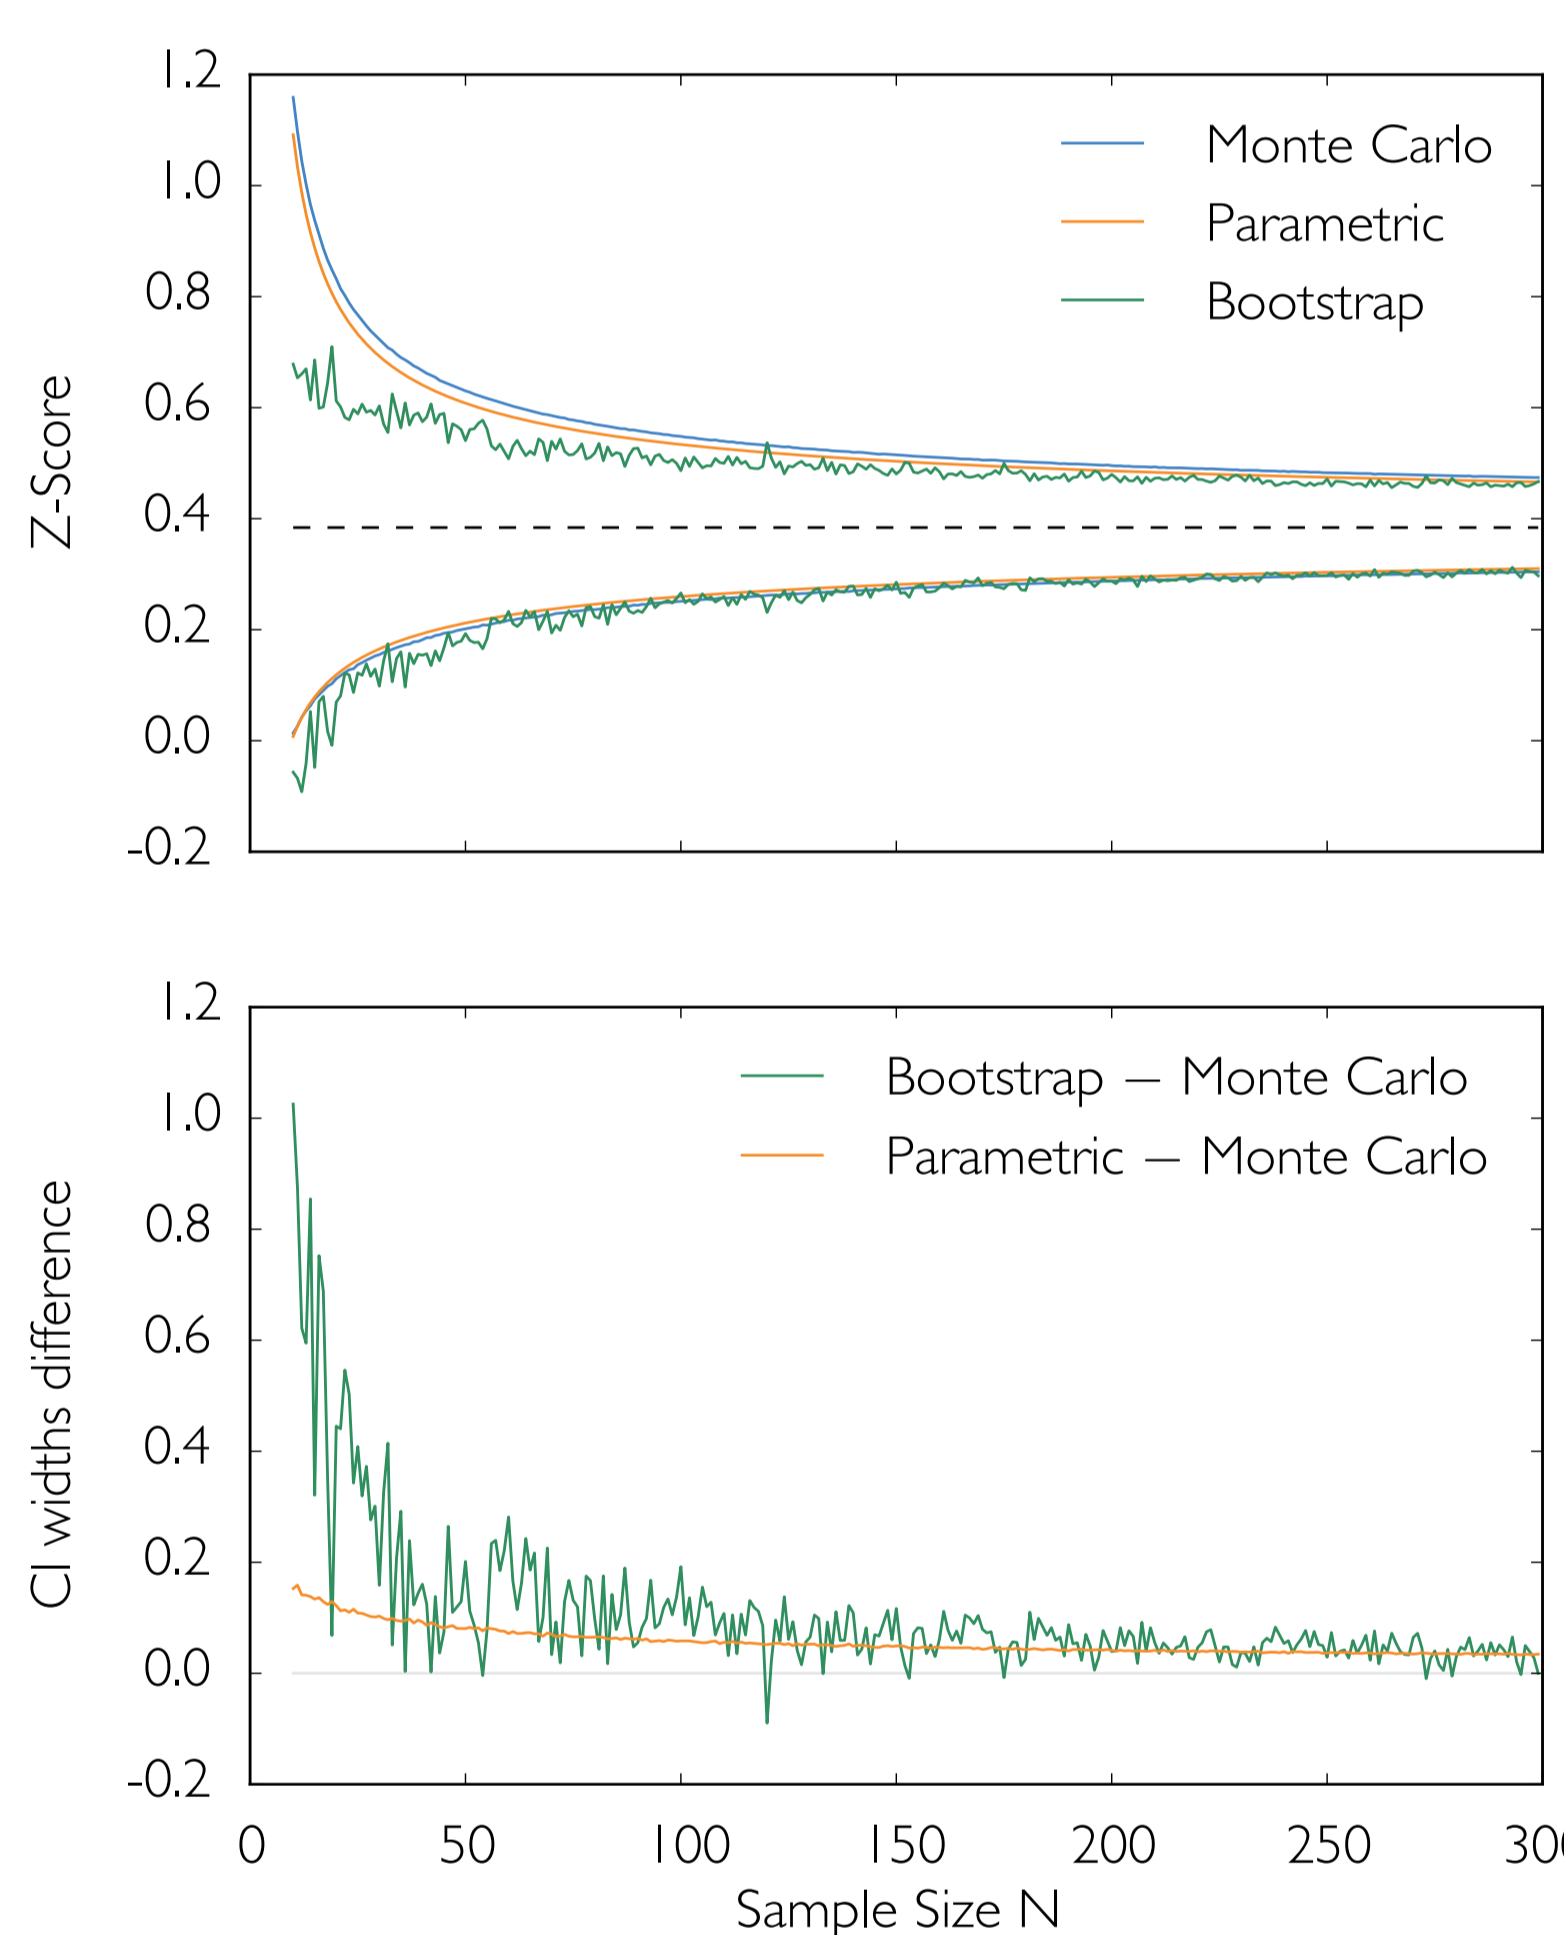 1.2
1.0
0.8
0.6
0.4
0.2
0.0
-0.2
Z-Score
Monte Carlo
Parametric
Bootstrap
1.2
1.0
0.8
0.6
0.4
0.2
0.0
-0.2
CI widths difference
Bootstrap — Monte Carlo
Parametric — Monte Carlo
0 50 100 150 200 250 300
Sample Size N